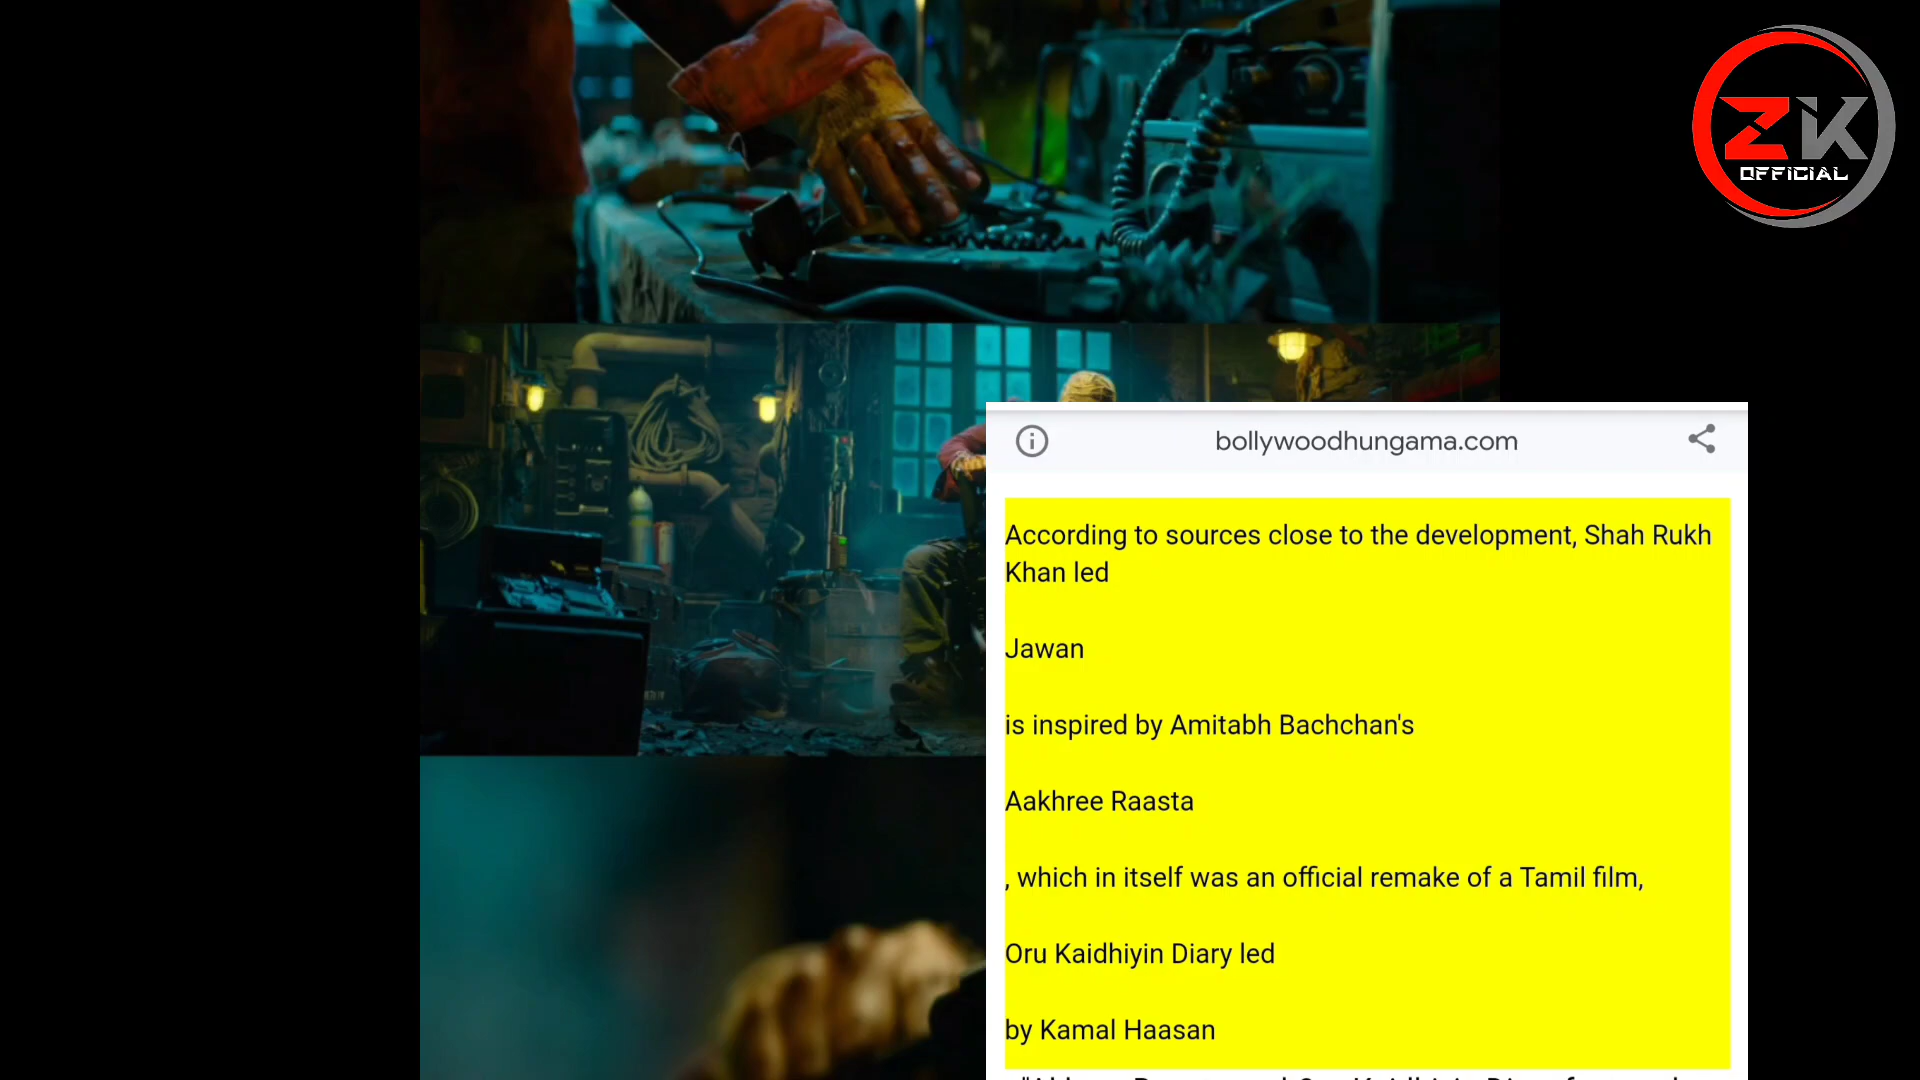 ZK
OFFICIAL
bollywoodhungama.com
According to sources close to the development, Shah Rukh
Khan led
Jawan
is inspired by Amitabh Bachchan's
Aakhree Raasta
, which in itself was an official remake of a Tamil film,
Oru Kaidhiyin Diary led
by Kamal Haasan